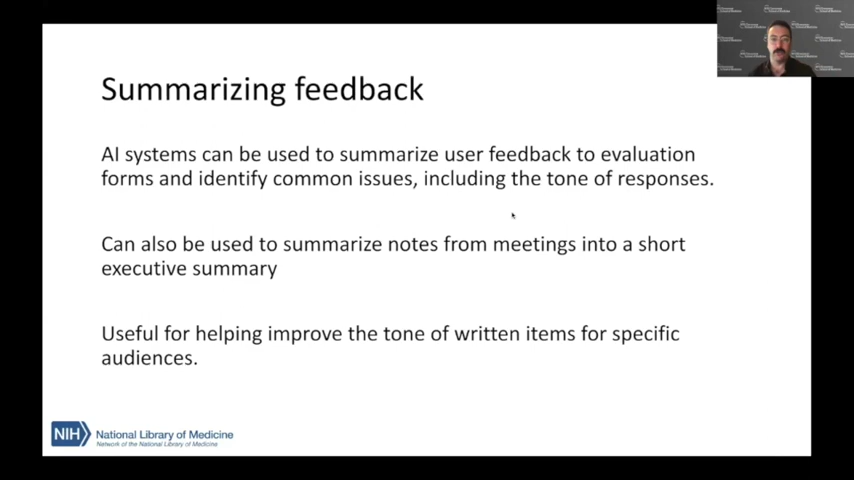 Summarizing feedback
AI systems can be used to summarize user feedback to evaluation
forms and identify common issues, including the tone of responses.
Can also be used to summarize notes from meetings into a short
executive summary
Useful for helping improve the tone of written items for specific
audiences.
NIH National Library of Medicine
Network of the National Library of Medicine